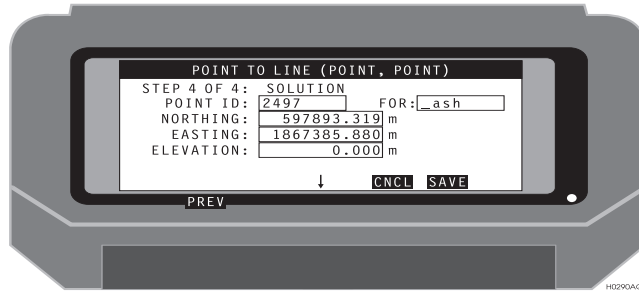 POINT TO LINE (POINT, POINT)
STEP 4 OF 4: SOLUTION
POINT ID: 2497 FOR: _ash
NORTHING: 597893.319 m
EASTING: 1867385.880 m
ELEVATION: 0.000 m
↓ CNCL SAVE
PREV